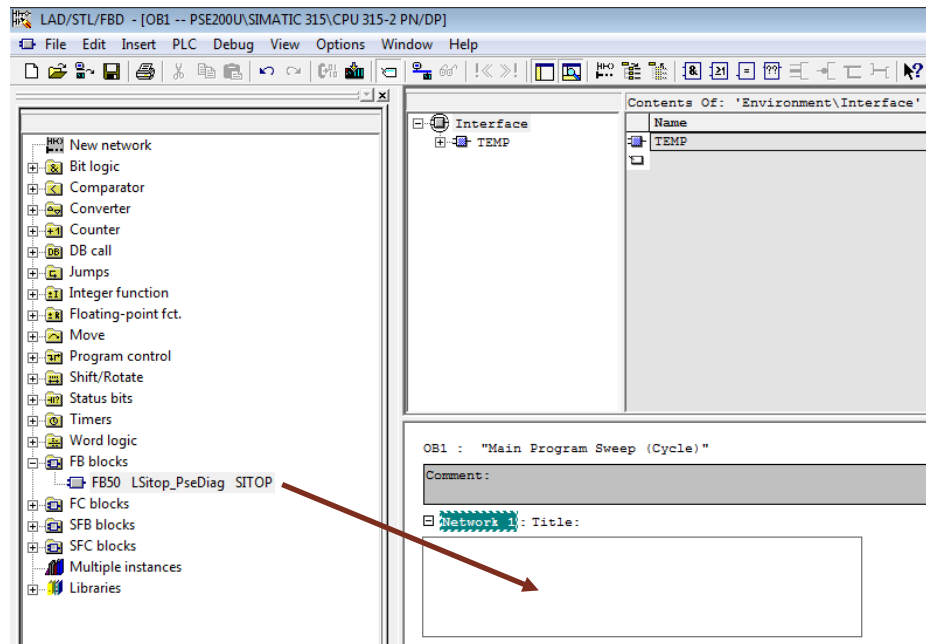 LAD/STL/FBD - [OB1 -- PSE200U\SIMATIC 315\CPU 315-2 PN/DP]
File Edit Insert PLC Debug View Options Window Help
New network
Bit logic
Comparator
Converter
Counter
DB call
Jumps
Integer function
Floating-point fct.
Move
Program control
Shift/Rotate
Status bits
Timers
Word logic
FB blocks
FB50 LSitop_PseDiag SITOP
FC blocks
SFB blocks
SFC blocks
Multiple instances
Libraries
Interface
TEMP
Contents Of: 'Environment\Interface'
Name
TEMP
OB1 : "Main Program Sweep (Cycle)"
Comment:
Network 1: Title: